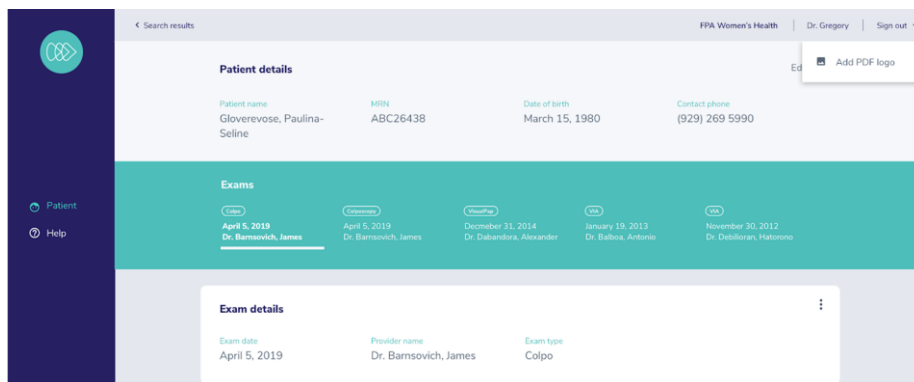 Search results
FPA Women's Health
Dr. Gregory
Sign out
Add PDF logo
Patient details
Ed
Patient name
MRN
Date of birth
Contact phone
Gloverevose, Paulina-
Seline
ABC26438
March 15, 1980
(929) 269 5990
Patient
Help
Exams
Colpo
Colposcopy
VisualPap
VIA
VIA
April 5, 2019
April 5, 2019
Decmeber 31, 2014
January 19, 2013
November 30, 2012
Dr. Barnsovich, James
Dr. Barnsovich, James
Dr. Dabandora, Alexander
Dr. Balboa, Antonio
Dr. Debilioran, Hatorono
Exam details
Exam date
Provider name
Exam type
April 5, 2019
Dr. Barnsovich, James
Colpo